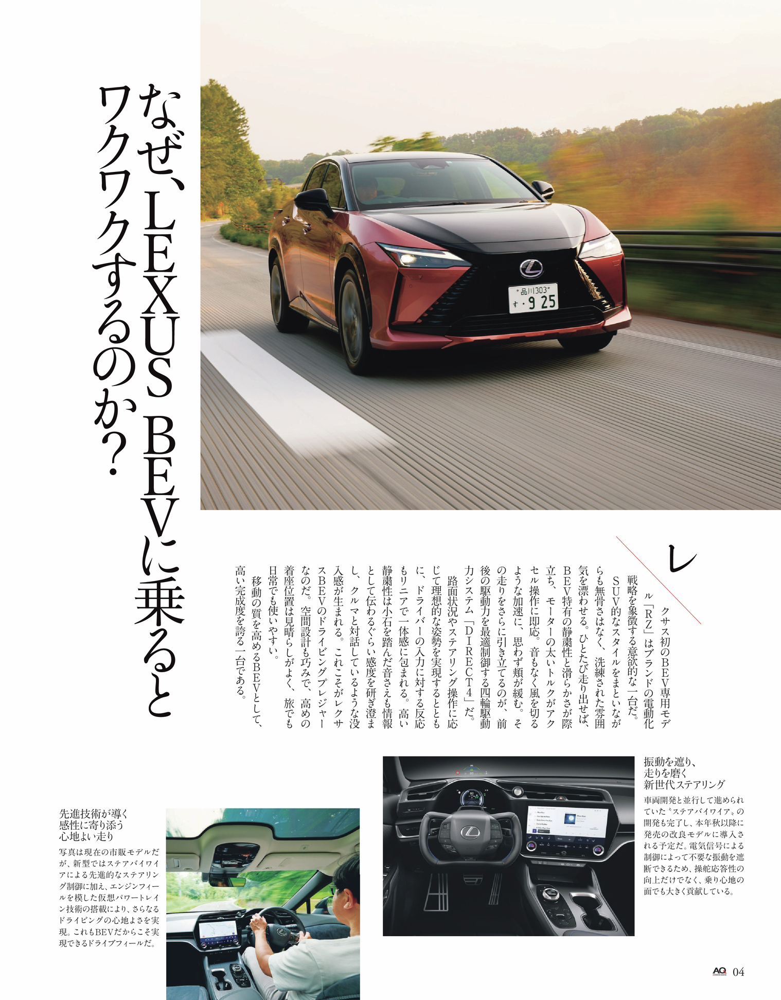 なぜ、LEXUS BEVに乗ると
ワクワクするのか？
品川303
す・925
レクサス初のBEV専用モデ
ル「RZ」はブランドの電動化
戦略を象徴する意欲的な一台だ。
SUV的なスタイルをまといなが
らも無骨さはなく、洗練された雰囲
気を漂わせる。ひとたび走り出せば、
BEV特有の静粛性と滑らかさが際
立ち、モーターの太いトルクがアク
セル操作に即応。音もなく風を切る
ような加速に、思わず頬が緩む。そ
の走りをさらに引き立てるのが、前
後の駆動力を最適制御する四輪駆動
力システム「DIRECT4」だ。
路面状況やステアリング操作に応
じて理想的な姿勢を実現するととも
に、ドライバーの入力に対する反応
もリニアで一体感に包まれる。高い
静粛性は小石を踏んだ音さえも情報
として伝わるぐらい感度を研ぎ澄ま
し、クルマと対話しているような没
入感が生まれる。これこそがレクサ
スBEVのドライビングプレジャー
なのだ。空間設計も巧みで、高めの
着座位置は見晴らしがよく、旅でも
日常でも使いやすい。
移動の質を高めるBEVとして、
高い完成度を誇る一台である。
振動を遮り、
走りを磨く
新世代ステアリング
車両開発と並行して進められ
ていた〝ステアバイワイア〟の
開発も完了し、本年秋以降に
発売の改良モデルに導入さ
れる予定だ。電気信号による
制御によって不要な振動を遮
断できるため、操舵応答性の
向上だけでなく、乗り心地の
面でも大きく貢献している。
先進技術が導く
感性に寄り添う
心地よい走り
写真は現在の市販モデルだ
が、新型ではステアバイワイ
アによる先進的なステアリン
グ制御に加え、エンジンフィー
ルを模した仮想パワートレイ
ン技術の搭載により、さらなる
ドライビングの心地よさを実
現。これもBEVだからこそ実
現できるドライブフィールだ。
AQ 04